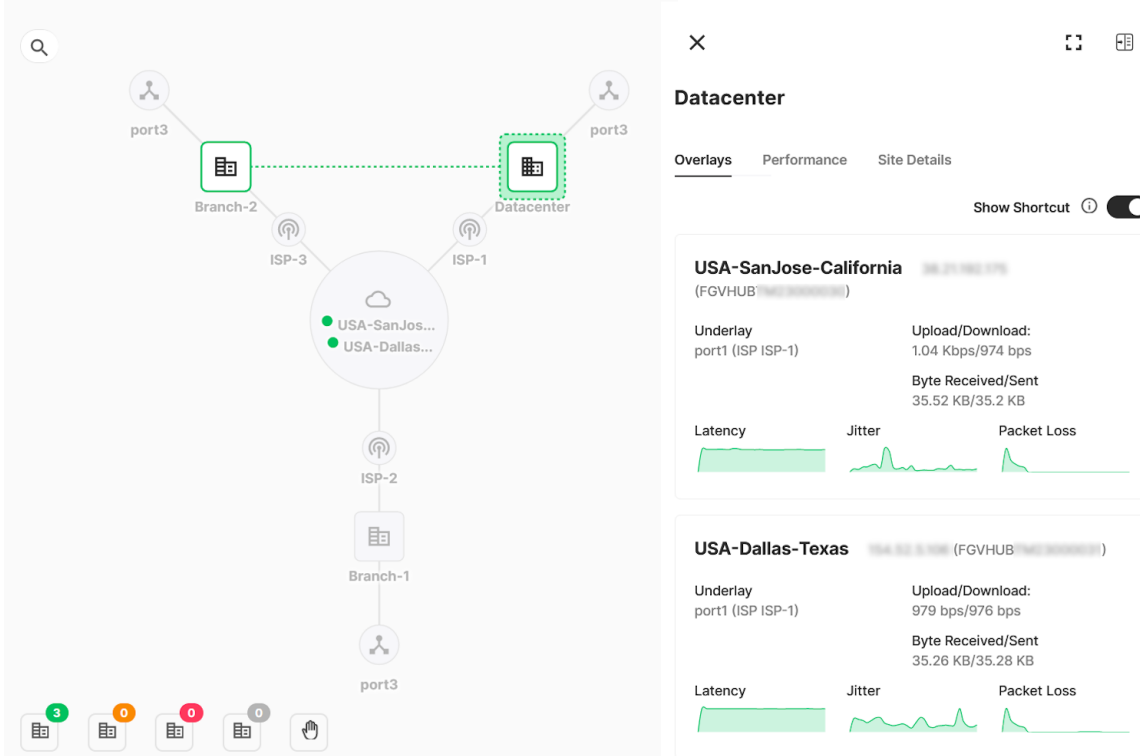 port3
port3
Branch-2
Datacenter
ISP-3
ISP-1
USA-SanJos...
USA-Dallas...
ISP-2
Branch-1
port3
3
0
0
0
Datacenter
Overlays Performance Site Details
Show Shortcut
USA-SanJose-California
(FGVHUB )
Underlay
port1 (ISP ISP-1)
Upload/Download:
1.04 Kbps/974 bps
Byte Received/Sent
35.52 KB/35.2 KB
Latency Jitter Packet Loss
USA-Dallas-Texas (FGVHUB )
Underlay
port1 (ISP ISP-1)
Upload/Download:
979 bps/976 bps
Byte Received/Sent
35.26 KB/35.28 KB
Latency Jitter Packet Loss